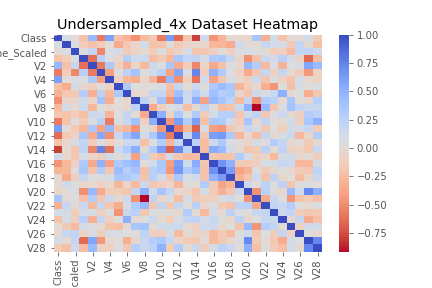 Undersampled_4x Dataset Heatmap
Class
ne_Scaled
V2
V4
V6
V8
V10
V12
V14
V16
V18
V20
V22
V24
V26
V28
Class
caled
V2
V4
V6
V8
V10
V12
V14
V16
V18
V20
V22
V24
V26
V28
1.00
0.75
0.50
0.25
0.00
−0.25
−0.50
−0.75